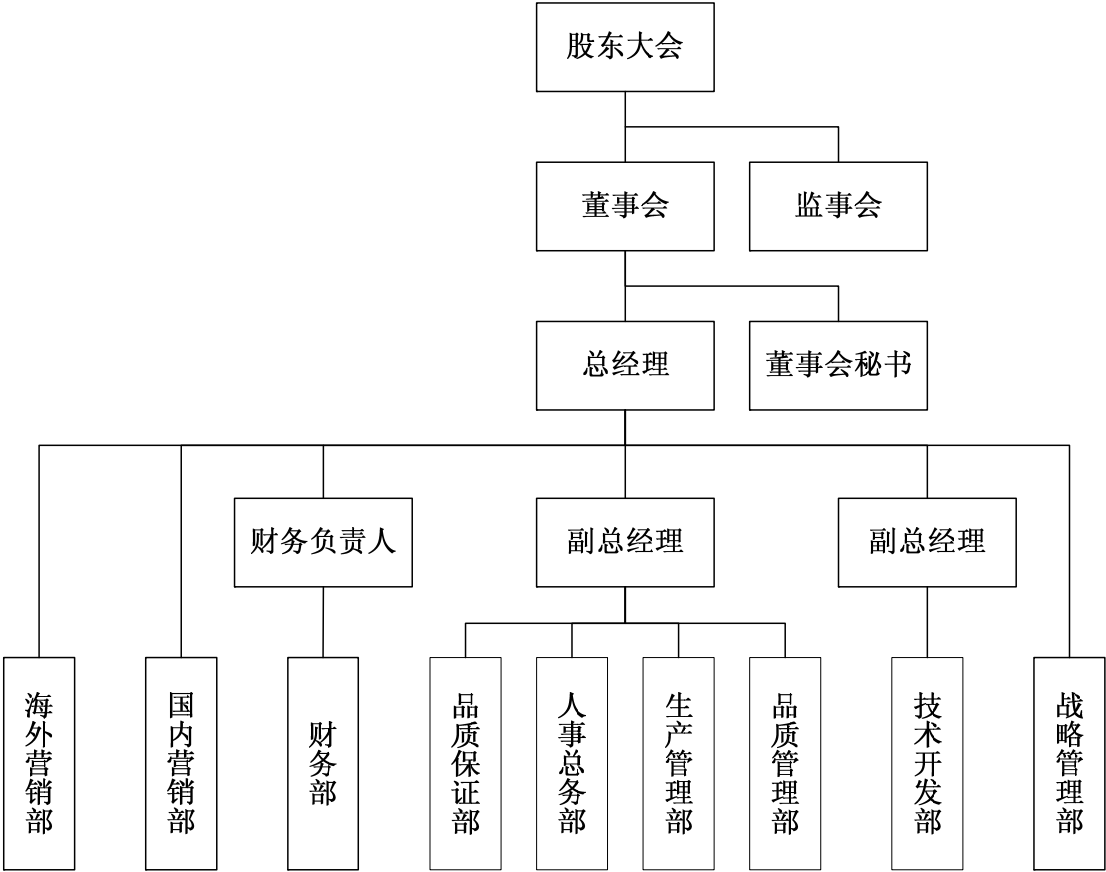 股东大会
董事会
监事会
总经理
董事会秘书
财务负责人
副总经理
副总经理
海外营销部
国内营销部
财务部
品质保证部
人事总务部
生产管理部
品质管理部
技术开发部
战略管理部